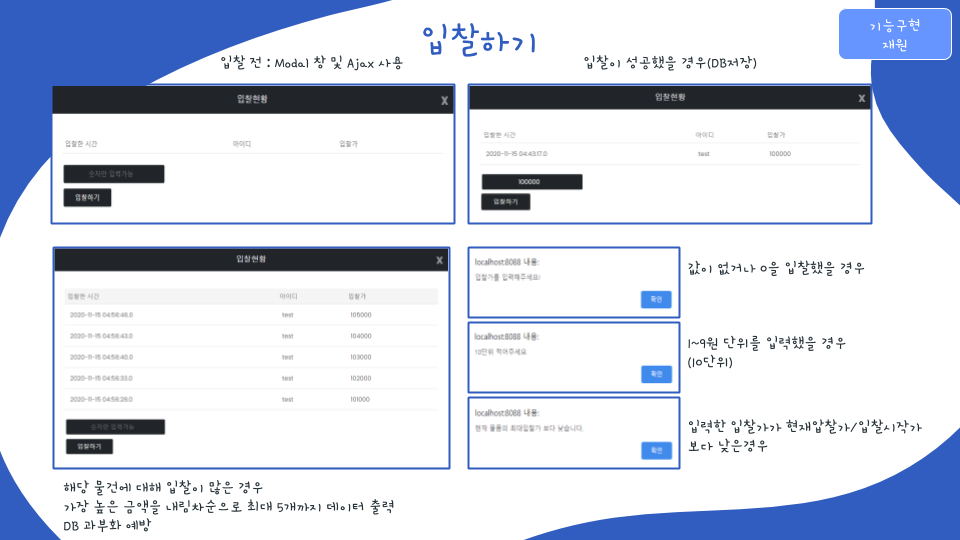 입찰하기
기능구현
재원
입찰 전 : Modal 창 및 Ajax 사용
입찰현황
X
입찰한 시간 아이디 입찰가
숫자만 입력가능
입찰하기
입찰이 성공했을 경우(DB저장)
입찰현황
X
입찰한 시간 아이디 입찰가
2020-11-15 04:43:17.0 test 100000
100000
입찰하기
입찰현황
X
입찰한 시간 아이디 입찰가
2020-11-15 04:58:46.0 test 105000
2020-11-15 04:58:43.0 test 104000
2020-11-15 04:58:40.0 test 103000
2020-11-15 04:58:33.0 test 102000
2020-11-15 04:58:28.0 test 101000
숫자만 입력가능
입찰하기
해당 물건에 대해 입찰이 많은 경우
가장 높은 금액을 내림차순으로 최대 5개까지 데이터 출력
DB 과부화 예방
localhost:8088 내용:
입찰가를 입력해주세요!
확인
값이 없거나 0을 입찰했을 경우
localhost:8088 내용:
10단위 적어주세요
확인
1~9원 단위를 입력했을 경우
(10단위)
localhost:8088 내용:
현재 물품의 최대입찰가 보다 낮습니다.
확인
입력한 입찰가가 현재압찰가/입찰시작가
보다 낮은경우